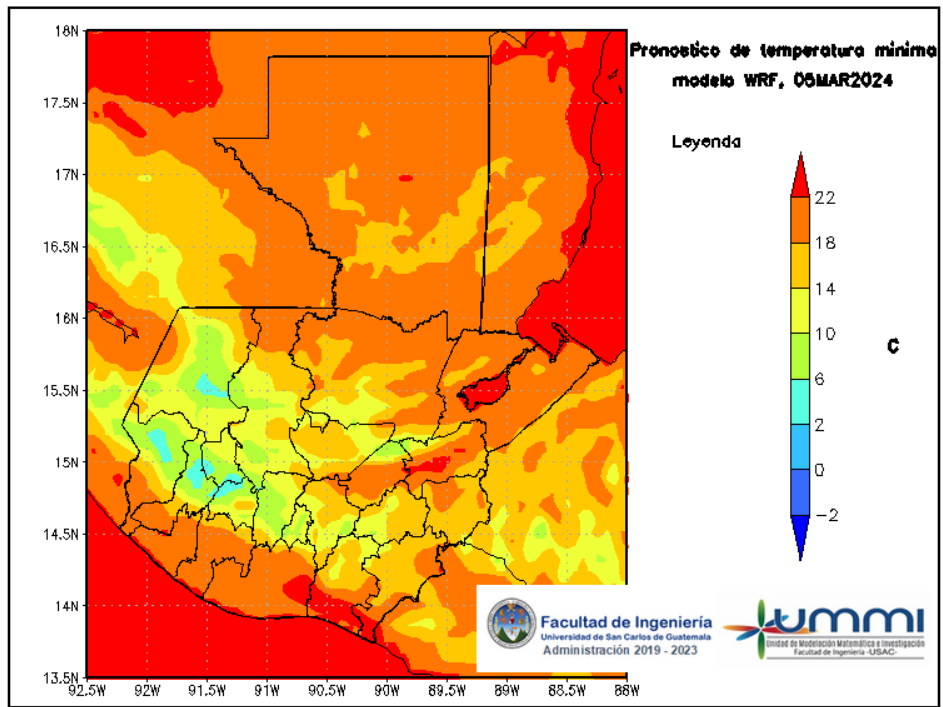 Pronostico de temperatura minima
modelo WRF, 05MAR2024
Leyenda
22
18
14
10
6
2
0
−2
C
18N
17.5N
17N
16.5N
16N
15.5N
15N
14.5N
14N
13.5N
92.5W
92W
91.5W
91W
90.5W
90W
89.5W
89W
88.5W
88W
Facultad de Ingeniería
Universidad de San Carlos de Guatemala
Administración 2019 - 2023
ummi
Unidad de Modelación Matemática e Investigación
Facultad de Ingeniería -USAC-